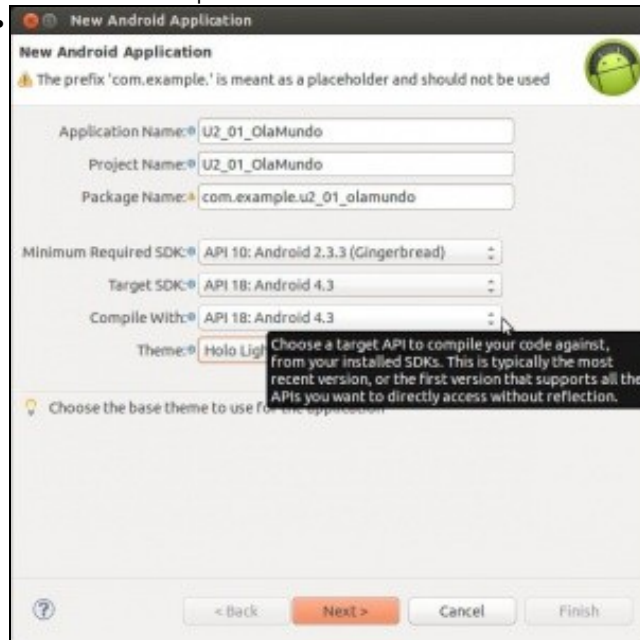 New Android Application
New Android Application
The prefix 'com.example.' is meant as a placeholder and should not be used
Application Name: U2_01_OlaMundo
Project Name: U2_01_OlaMundo
Package Name: com.example.u2_01_olamundo
Minimum Required SDK: API 10: Android 2.3.3 (Gingerbread)
Target SDK: API 18: Android 4.3
Compile With: API 18: Android 4.3
Theme: Holo Ligh
Choose a target API to compile your code against,
from your installed SDKs. This is typically the most
recent version, or the first version that supports all the
APIs you want to directly access without reflection.
Choose the base theme to use for the application
? < Back Next > Cancel Finish